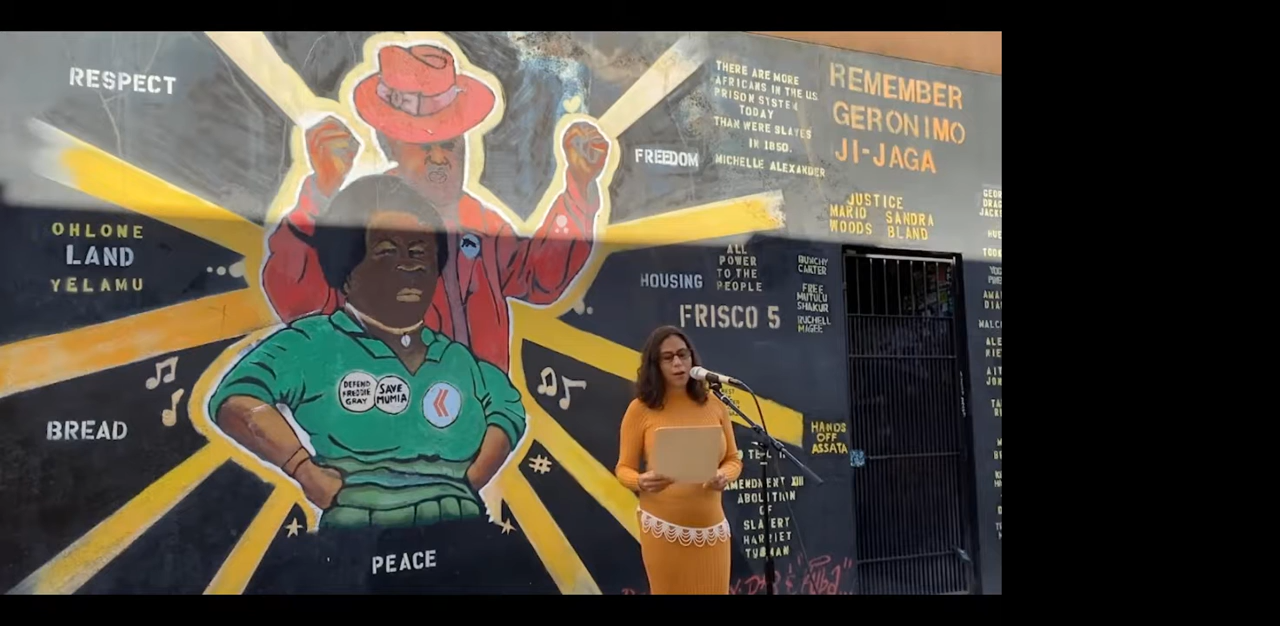 RESPECT
THERE ARE MORE
AFRICANS IN THE US
PRISON SYSTEM
TODAY
THAN WERE SLAVES
IN 1850.
MICHELLE ALEXANDER
REMEMBER
GERONIMO
JI-JAGA
FREEDOM
JUSTICE
MARIO SANDRA
WOODS BLAND
OHLONE
LAND
YELAMU
HOUSING
ALL
POWER
TO THE
PEOPLE
BUNCHY
CARTER
FREE
MUTULU
SHAKUR
RUCHELL
MAGEE
FRISCO 5
DEFEND
FREDDIE
GRAY
SAVE
MUMIA
BREAD
HANDS
OFF
ASSATA
AMENDMENT XIII
ABOLITION
OF
SLAVERY
HARRIET
TUBMAN
PEACE